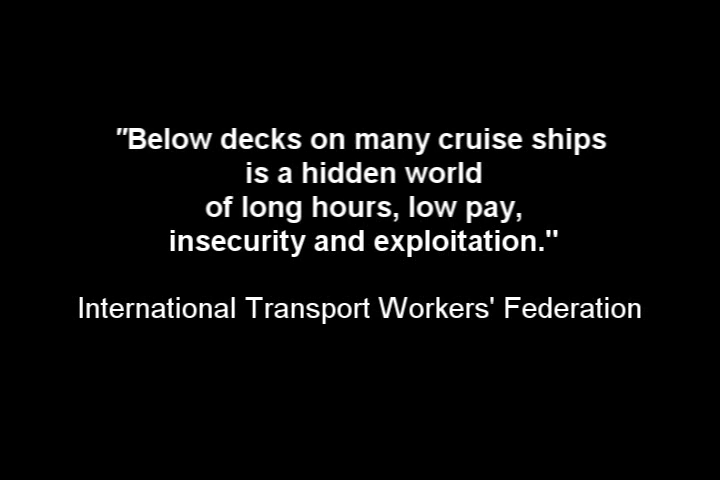 "Below decks on many cruise ships
is a hidden world
of long hours, low pay,
insecurity and exploitation."
International Transport Workers' Federation